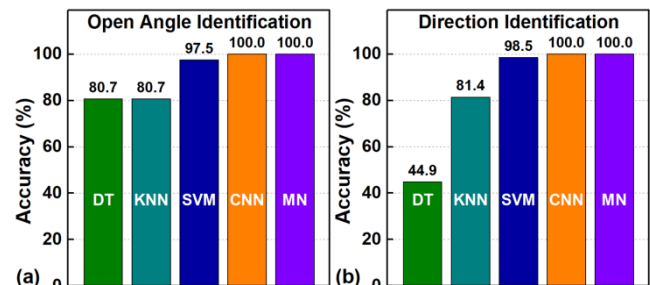 Open Angle Identification
Accuracy (%)
100
80
60
40
20
0
80.7
80.7
97.5
100.0
100.0
DT
KNN
SVM
CNN
MN
(a)
Direction Identification
Accuracy (%)
100
80
60
40
20
0
44.9
81.4
98.5
100.0
100.0
DT
KNN
SVM
CNN
MN
(b)